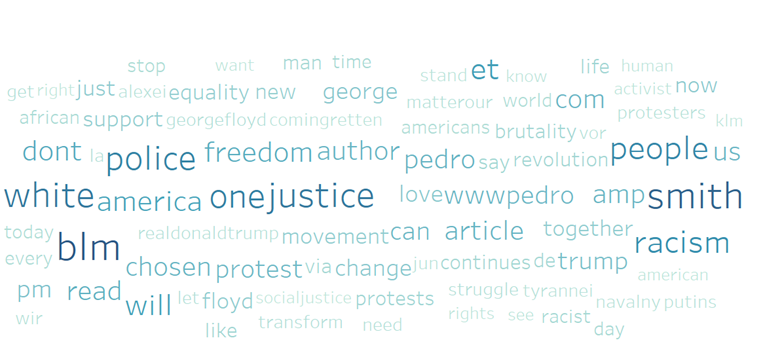 stop want man time stand et know life human
get right just alexei equality new george matterour world com activist now
african support georgefloyd comingretten americans brutality vor protesters klm
dont la police freedom author pedro say revolution people us
white america one justice love wwwpedro amp smith
today blm realdonaldtrump movement can article together racism
every chosen protest via change jun continues de trump american
pm read will let floyd socialjustice protests struggle tyrannei navalny putins
wir like transform need rights see racist day